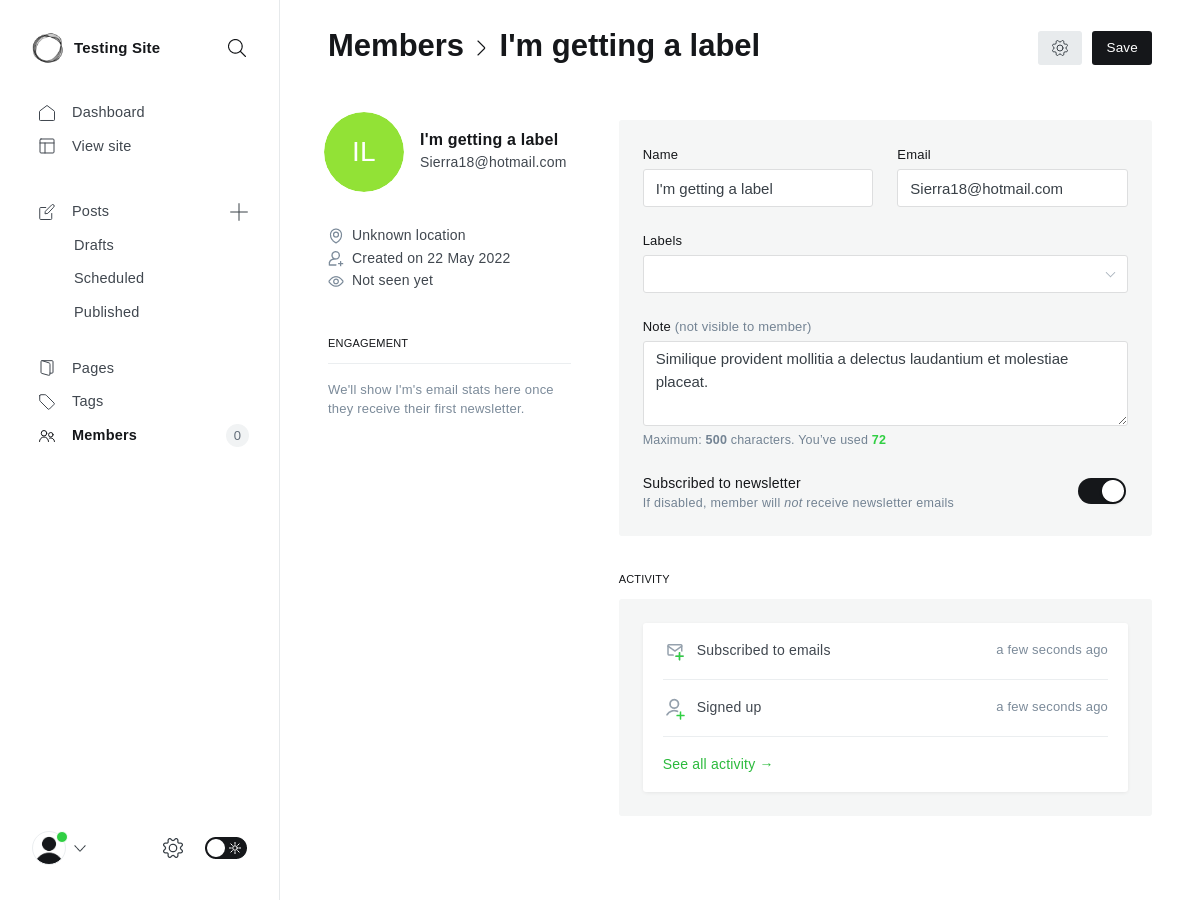 Testing Site
Dashboard
View site
Posts
Drafts
Scheduled
Published
Pages
Tags
Members
0
Members > I'm getting a label
Save
IL
I'm getting a label
Sierra18@hotmail.com
Unknown location
Created on 22 May 2022
Not seen yet
ENGAGEMENT
We'll show I'm's email stats here once
they receive their first newsletter.
Name
Email
I'm getting a label
Sierra18@hotmail.com
Labels
Note (not visible to member)
Similique provident mollitia a delectus laudantium et molestiae
placeat.
Maximum: 500 characters. You've used 72
Subscribed to newsletter
If disabled, member will not receive newsletter emails
ACTIVITY
Subscribed to emails
a few seconds ago
Signed up
a few seconds ago
See all activity →